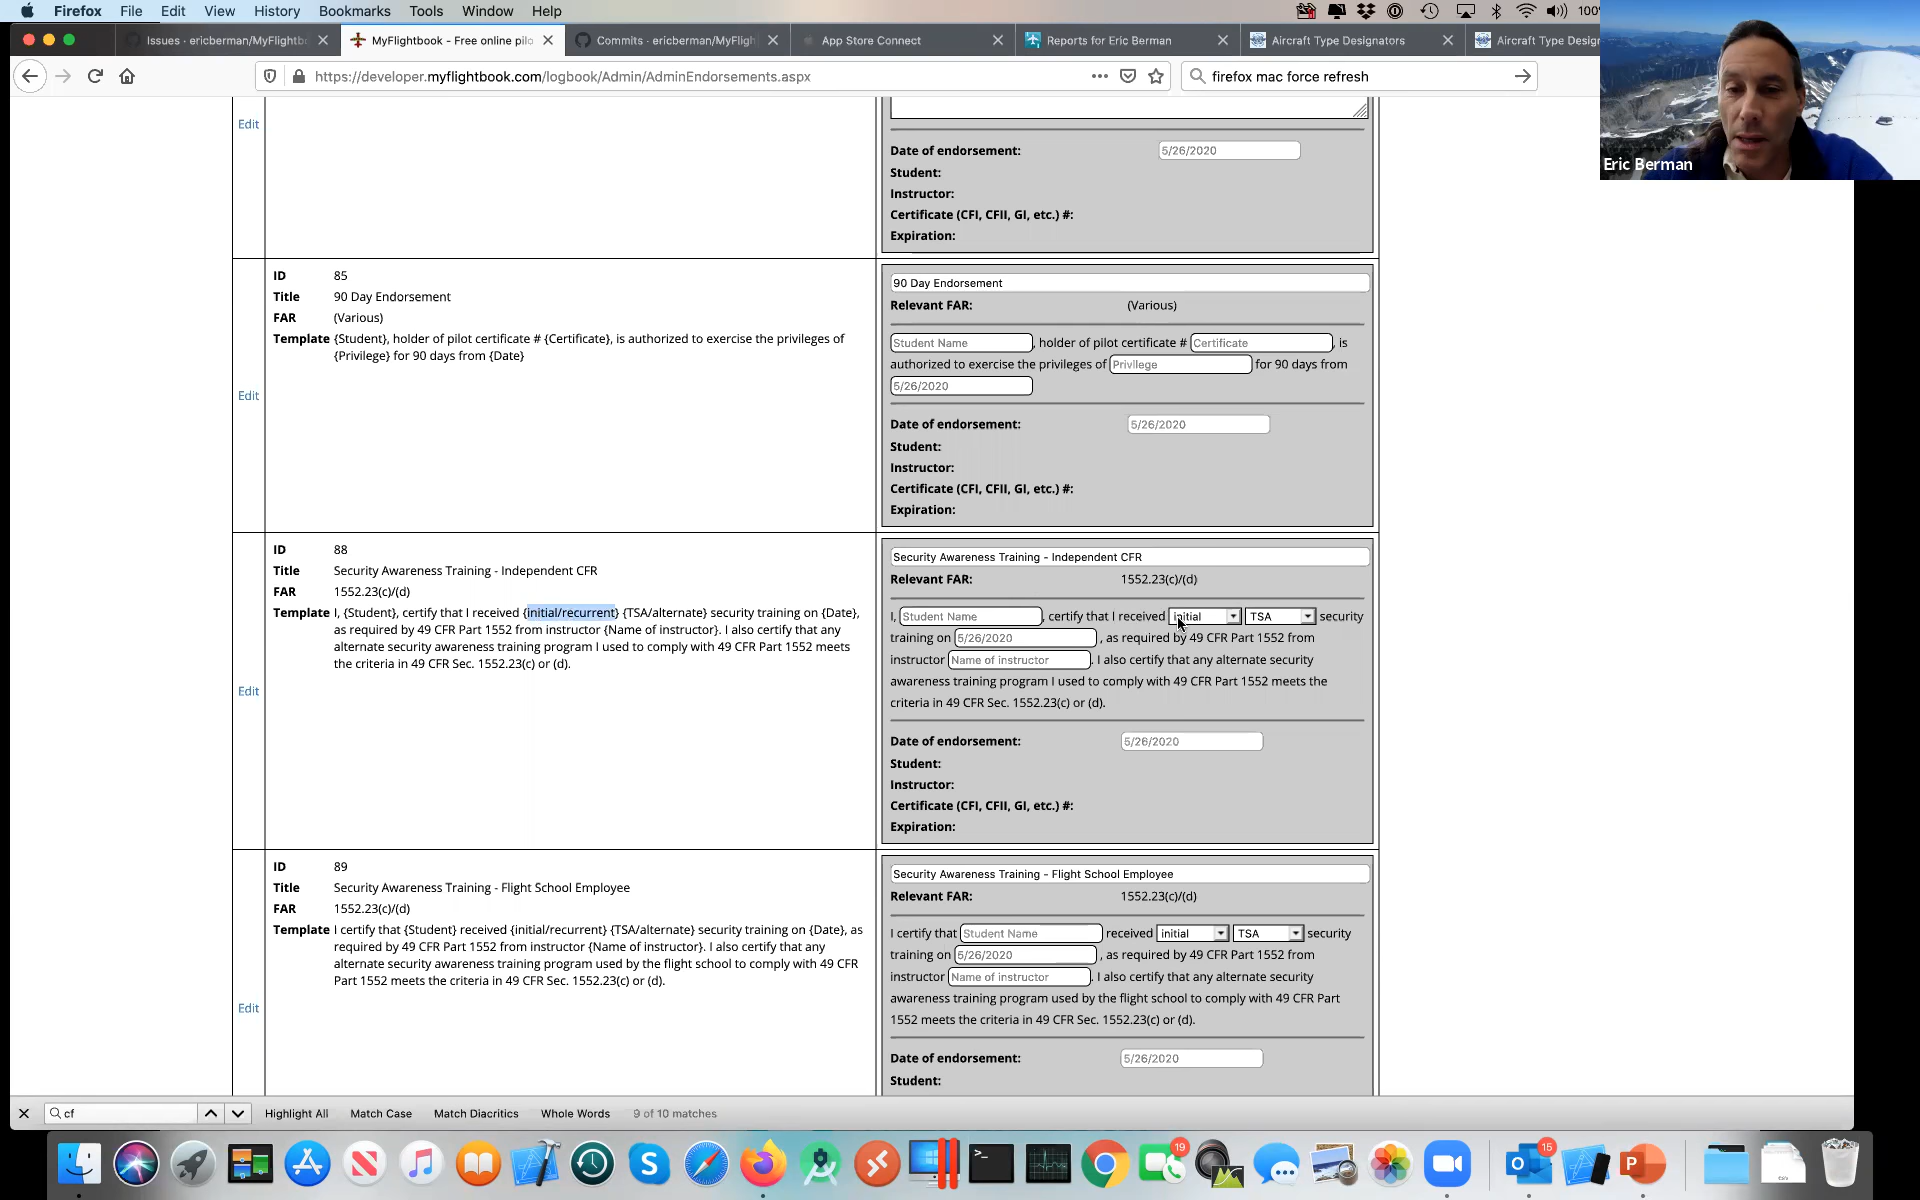 Firefox File Edit View History Bookmarks Tools Window Help
Issues · ericberman/MyFlightb
MyFlightbook - Free online pilo
Commits · ericberman/MyFligh
App Store Connect
Reports for Eric Berman
Aircraft Type Designators
Aircraft Type Desig
https://developer.myflightbook.com/logbook/Admin/AdminEndorsements.aspx
firefox mac force refresh
Eric Berman
Edit
Date of endorsement: 5/26/2020
Student:
Instructor:
Certificate (CFI, CFII, GI, etc.) #:
Expiration:
ID 85
Title 90 Day Endorsement
FAR (Various)
Template {Student}, holder of pilot certificate # {Certificate}, is authorized to exercise the privileges of
{Privilege} for 90 days from {Date}
Edit
90 Day Endorsement
Relevant FAR: (Various)
Student Name , holder of pilot certificate # Certificate , is
authorized to exercise the privileges of Privilege for 90 days from
5/26/2020
Date of endorsement: 5/26/2020
Student:
Instructor:
Certificate (CFI, CFII, GI, etc.) #:
Expiration:
ID 88
Title Security Awareness Training - Independent CFR
FAR 1552.23(c)/(d)
Template I, {Student}, certify that I received {initial/recurrent} {TSA/alternate} security training on {Date},
as required by 49 CFR Part 1552 from instructor {Name of instructor}. I also certify that any
alternate security awareness training program I used to comply with 49 CFR Part 1552 meets
the criteria in 49 CFR Sec. 1552.23(c) or (d).
Edit
Security Awareness Training - Independent CFR
Relevant FAR: 1552.23(c)/(d)
I, Student Name , certify that I received initial TSA security
training on 5/26/2020 , as required by 49 CFR Part 1552 from
instructor Name of instructor . I also certify that any alternate security
awareness training program I used to comply with 49 CFR Part 1552 meets the
criteria in 49 CFR Sec. 1552.23(c) or (d).
Date of endorsement: 5/26/2020
Student:
Instructor:
Certificate (CFI, CFII, GI, etc.) #:
Expiration:
ID 89
Title Security Awareness Training - Flight School Employee
FAR 1552.23(c)/(d)
Template I certify that {Student} received {initial/recurrent} {TSA/alternate} security training on {Date}, as
required by 49 CFR Part 1552 from instructor {Name of instructor}. I also certify that any
alternate security awareness training program used by the flight school to comply with 49 CFR
Part 1552 meets the criteria in 49 CFR Sec. 1552.23(c) or (d).
Edit
Security Awareness Training - Flight School Employee
Relevant FAR: 1552.23(c)/(d)
I certify that Student Name received initial TSA security
training on 5/26/2020 , as required by 49 CFR Part 1552 from
instructor Name of instructor . I also certify that any alternate security
awareness training program used by the flight school to comply with 49 CFR Part
1552 meets the criteria in 49 CFR Sec. 1552.23(c) or (d).
Date of endorsement: 5/26/2020
Student:
cf Highlight All Match Case Match Diacritics Whole Words 9 of 10 matches
19
15